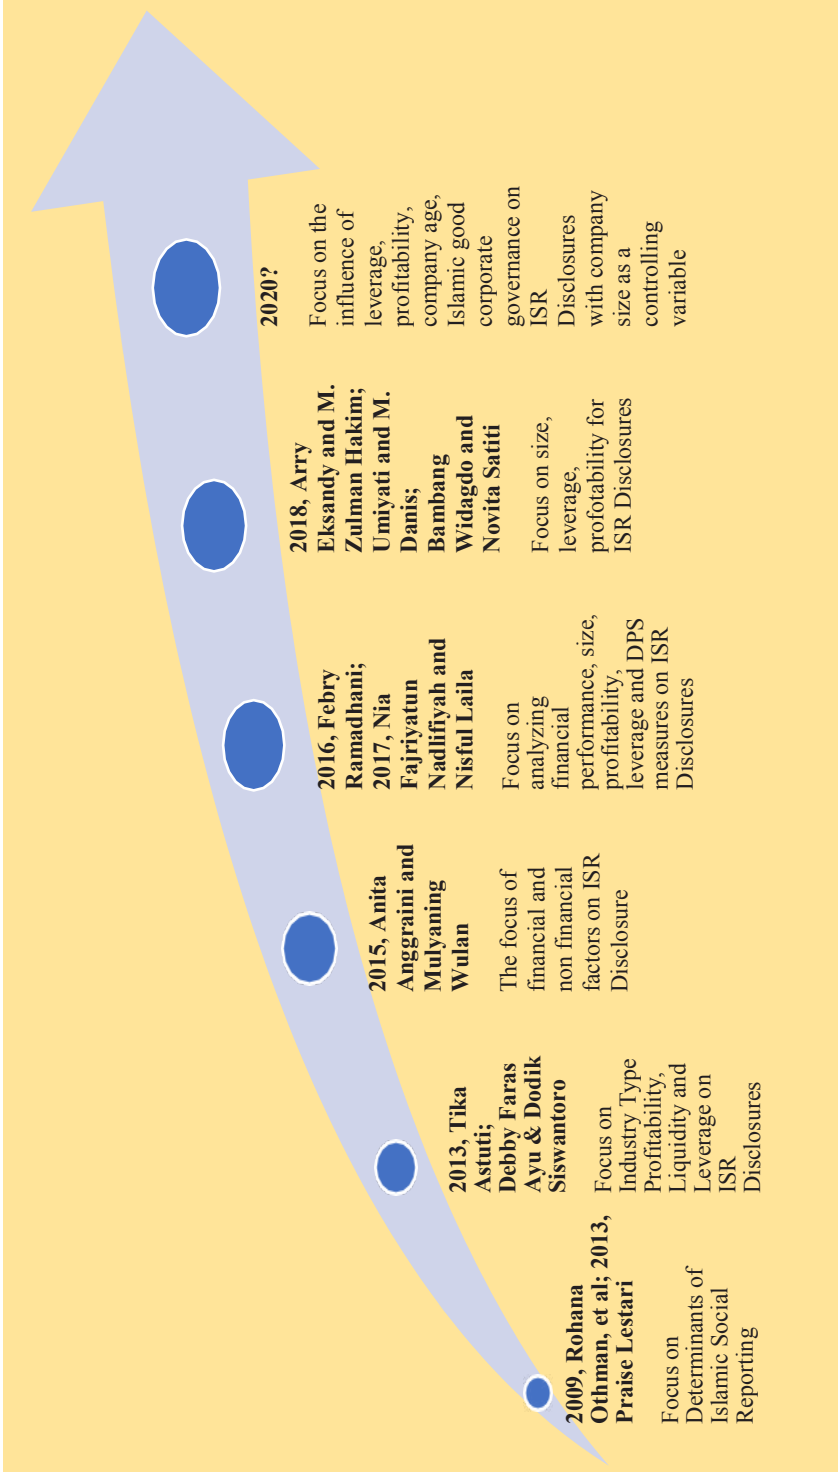 2009, Rohana
Othman, et al; 2013,
Praise Lestari
Focus on
Determinants of
Islamic Social
Reporting
2013, Tika
Astuti;
Debby Faras
Ayu & Dodik
Siswantoro
Focus on
Industry Type
Profitability,
Liquidity and
Leverage on
ISR
Disclosures
2015, Anita
Anggraini and
Mulyaning
Wulan
The focus of
financial and
non financial
factors on ISR
Disclosure
2016, Febry
Ramadhani;
2017, Nia
Fajriyatun
Nadlifiyah and
Nisful Laila
Focus on
analyzing
financial
performance, size,
profitability,
leverage and DPS
measures on ISR
Disclosures
2018, Arry
Eksandy and M.
Zulman Hakim;
Umiyati and M.
Danis;
Bambang
Widagdo and
Novita Satiti
Focus on size,
leverage,
profotability for
ISR Disclosures
2020?
Focus on the
influence of
leverage,
profitability,
company age,
Islamic good
corporate
governance on
ISR
Disclosures
with company
size as a
controlling
variable